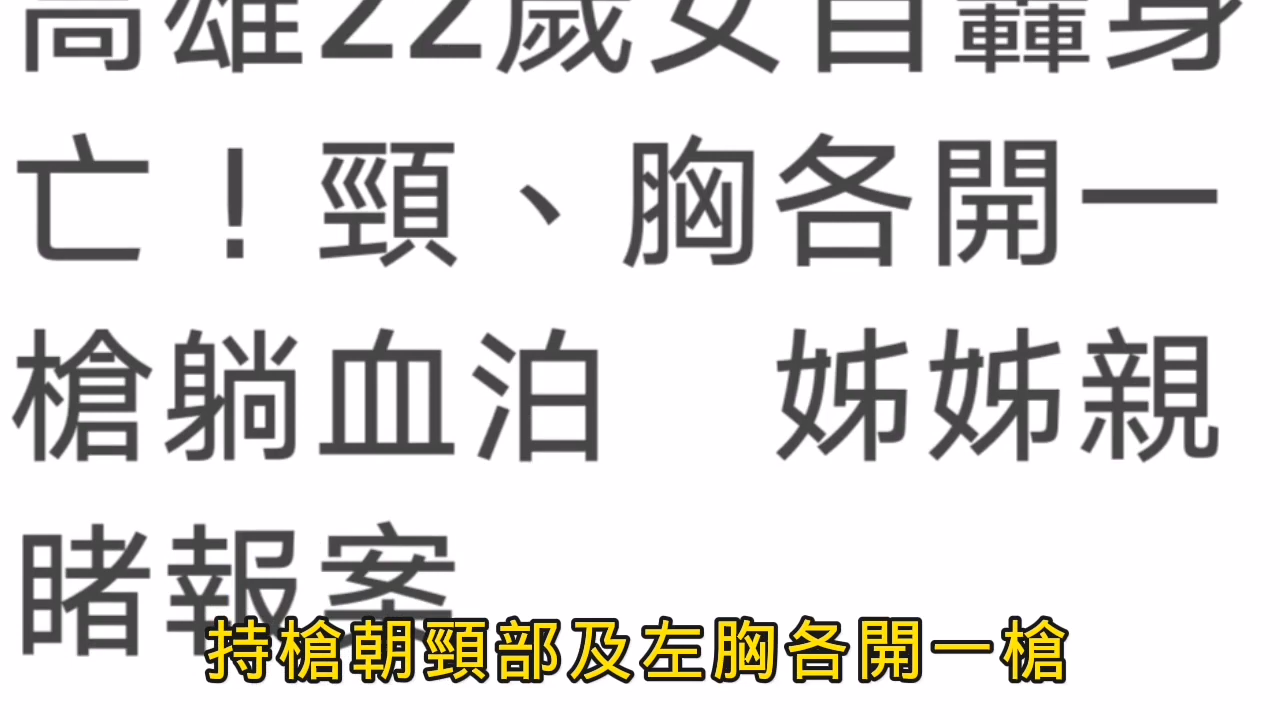 高雄22歲女自轟身
亡！頸、胸各開一
槍躺血泊　姊姊親
睹報案
持槍朝頸部及左胸各開一槍